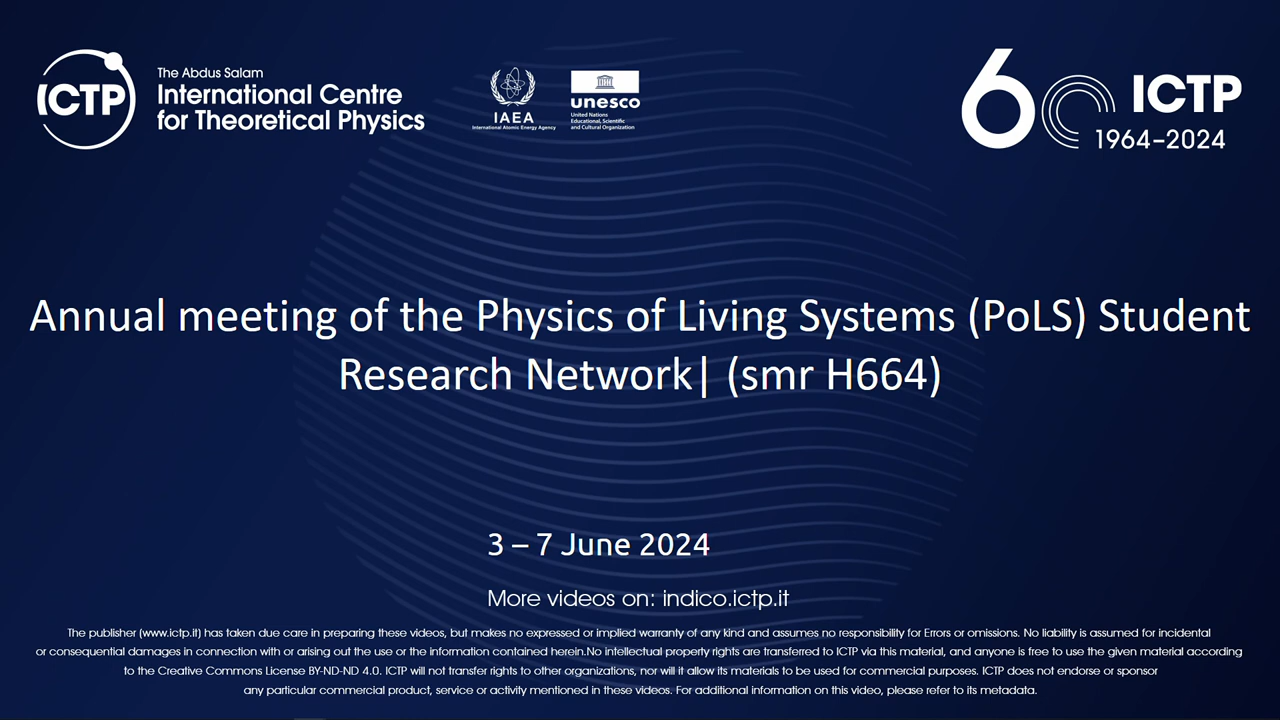 ICTP
The Abdus Salam
International Centre
for Theoretical Physics
IAEA
International Atomic Energy Agency
unesco
United Nations
Educational, Scientific
and Cultural Organization
60 ICTP
1964–2024
Annual meeting of the Physics of Living Systems (PoLS) Student
Research Network| (smr H664)
3 – 7 June 2024
More videos on: indico.ictp.it
The publisher (www.ictp.it) has taken due care in preparing these videos, but makes no expressed or implied warranty of any kind and assumes no responsibility for Errors or omissions. No liability is assumed for incidental
or consequential damages in connection with or arising out the use or the information contained herein.No intellectual property rights are transferred to ICTP via this material, and anyone is free to use the given material according
to the Creative Commons License BY-ND-ND 4.0. ICTP will not transfer rights to other organizations, nor will it allow its materials to be used for commercial purposes. ICTP does not endorse or sponsor
any particular commercial product, service or activity mentioned in these videos. For additional information on this video, please refer to its metadata.